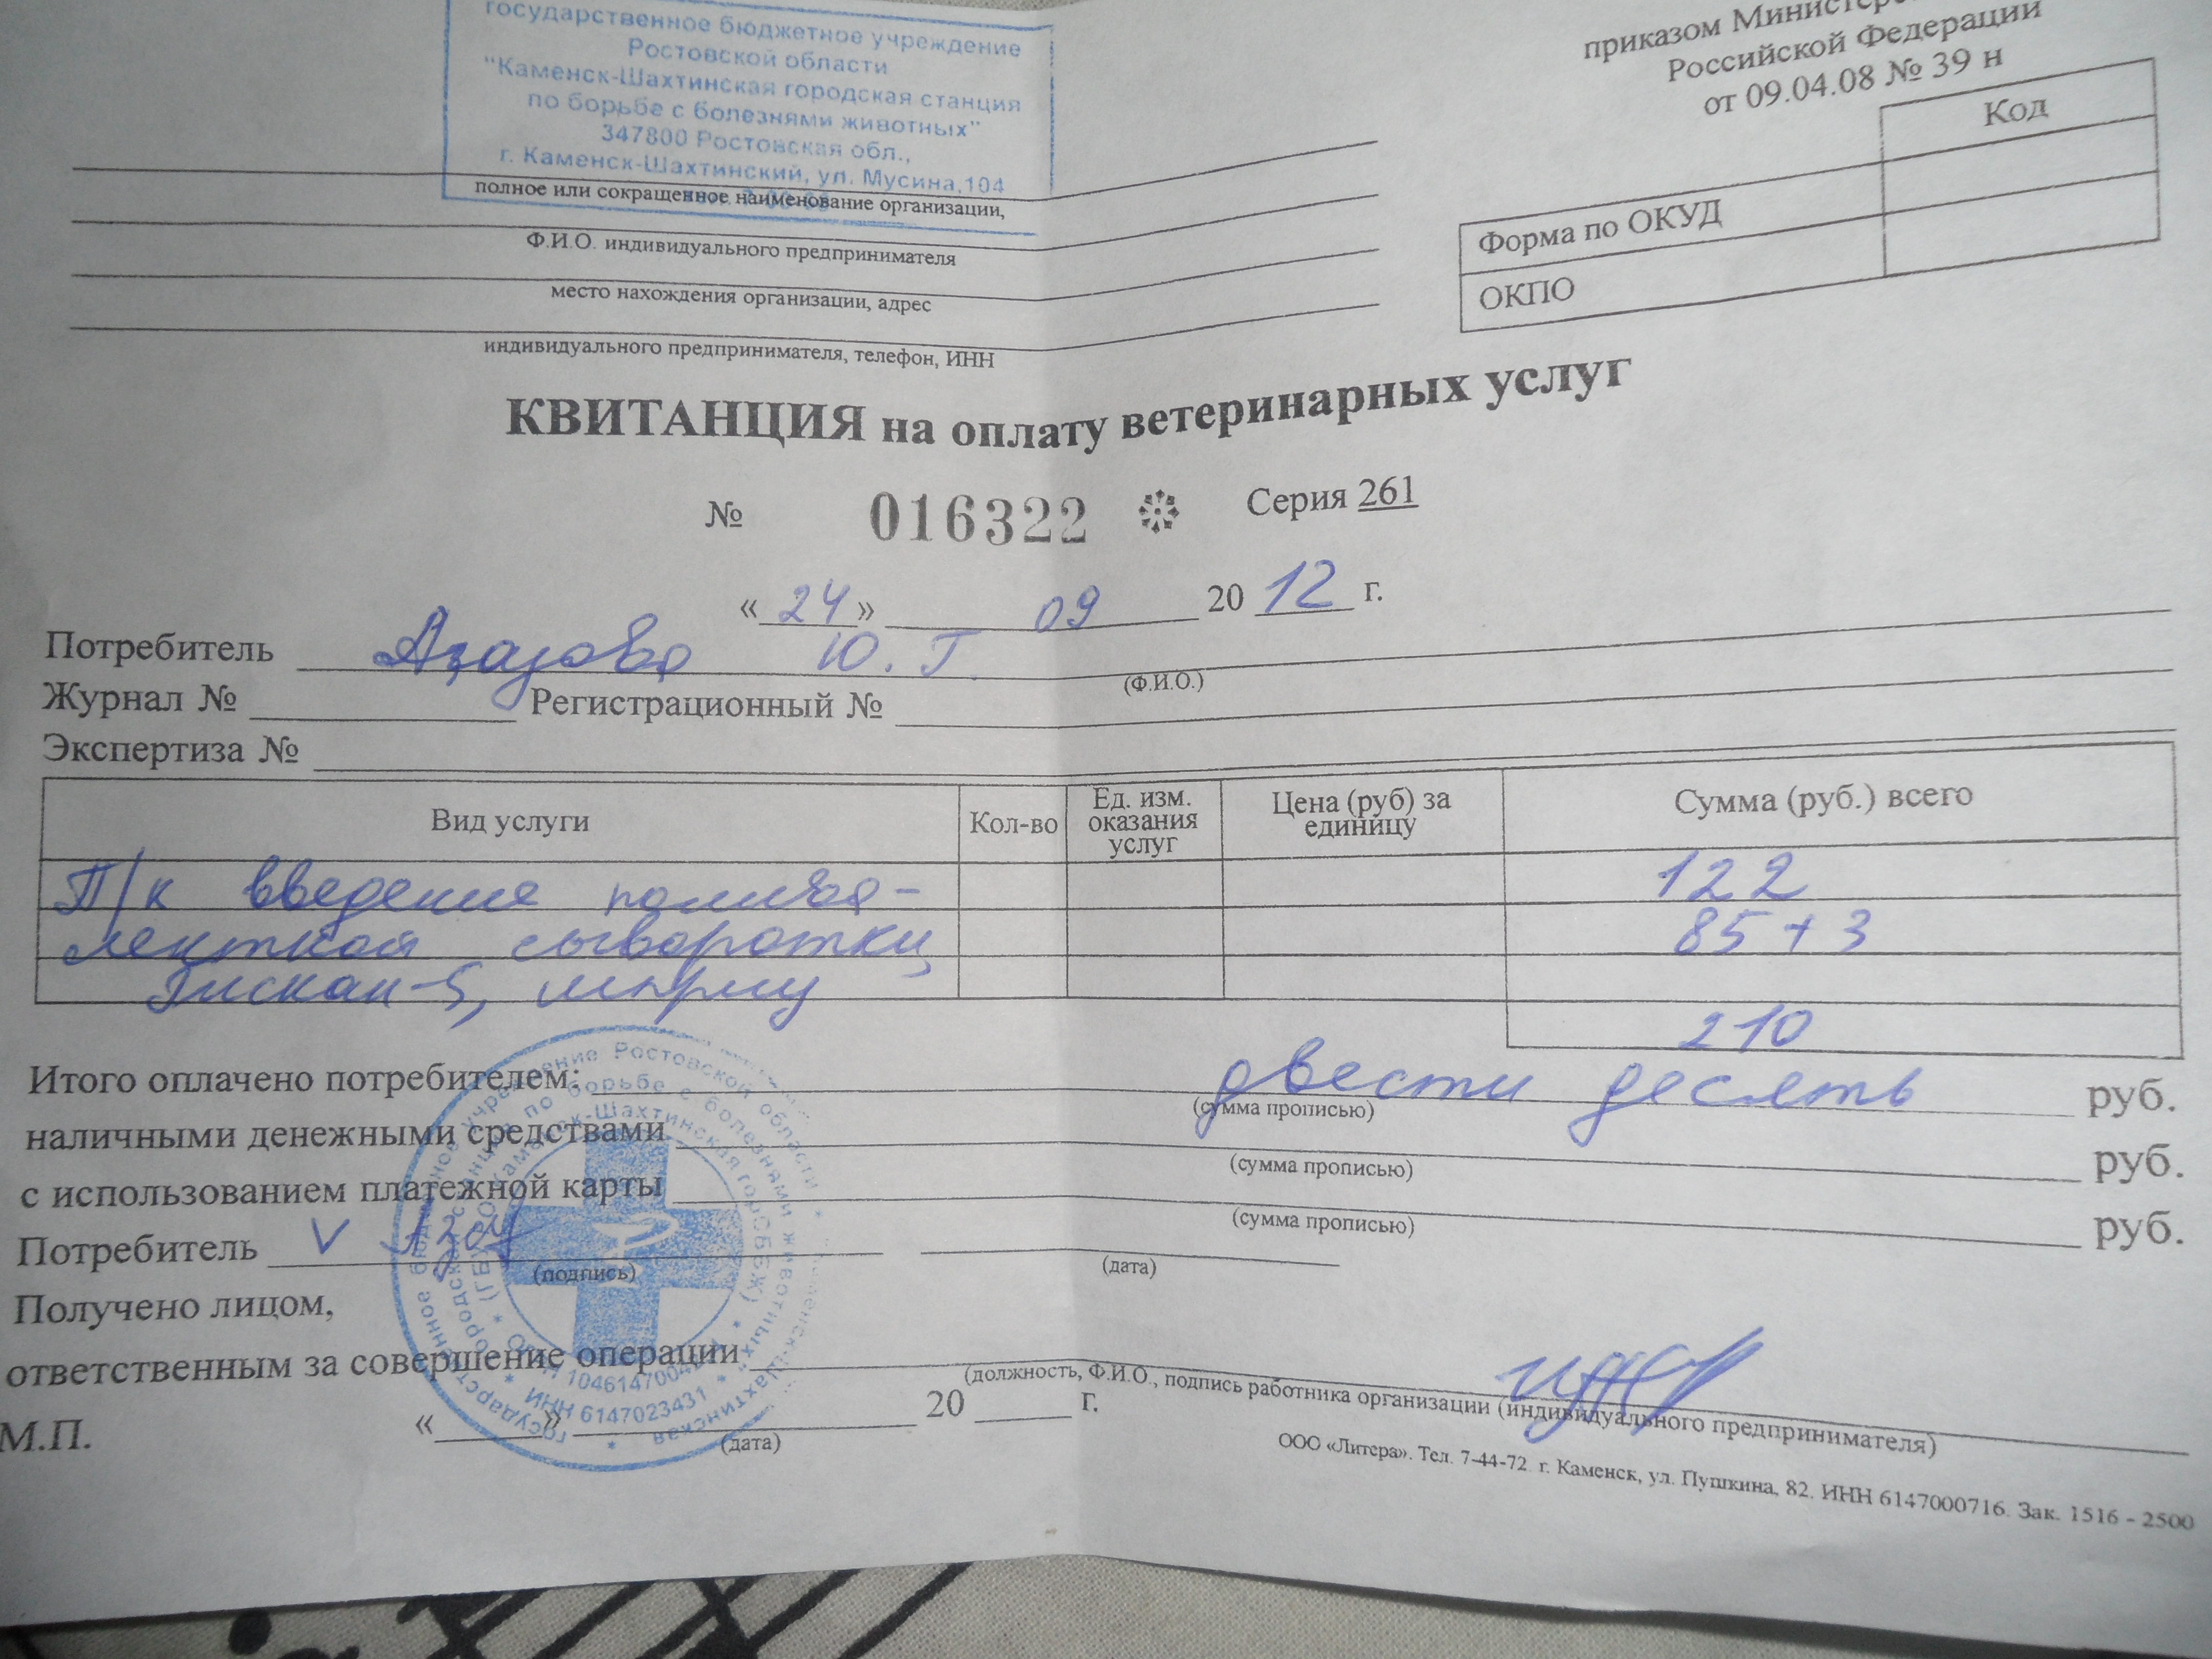 государственное бюджетное учреждение
Ростовской области
"Каменск-Шахтинская городская станция
по борьбе с болезнями животных"
347800 Ростовская обл.,
г. Каменск-Шахтинский, ул. Мусина,104
полное или сокращенное наименование организации,
Ф.И.О. индивидуального предпринимателя
место нахождения организации, адрес
индивидуального предпринимателя, телефон, ИНН
приказом
Российской Федерации
от 09.04.08 № 39 н
Код
Форма по ОКУД
ОКПО
КВИТАНЦИЯ на оплату ветеринарных услуг
№ 016322 Серия 261
«24» 09 2012 г.
Потребитель Ю. Г.
(Ф.И.О.)
Журнал № Регистрационный №
Экспертиза №
Вид услуги Кол-во Ед. изм. оказания услуг Цена (руб) за единицу Сумма (руб.) всего
П/к введение полива- 122
лентной сыворотки 85 + 3
Гискан-5, шприц
210
Итого оплачено потребителем: двести десять руб.
(сумма прописью)
наличными денежными средствами руб.
(сумма прописью)
с использованием платежной карты руб.
(сумма прописью)
Потребитель V
(подпись) (дата)
Получено лицом,
ответственным за совершение операции
(должность, Ф.И.О., подпись работника организации (индивидуального предпринимателя)
М.П. « » 20 г.
(дата)
ИНН 6147023431
ООО «Литера». Тел. 7-44-72. г. Каменск, ул. Пушкина, 82. ИНН 6147000716. Зак. 1516 - 2500